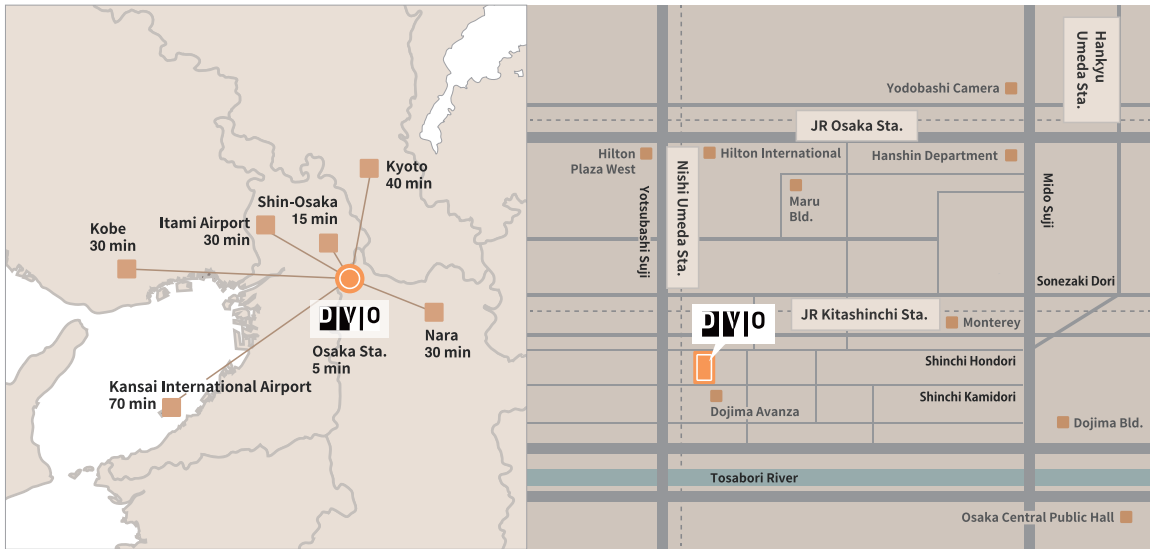 Kyoto
40 min
Shin-Osaka
15 min
Itami Airport
30 min
Kobe
30 min
DVO
Osaka Sta.
5 min
Nara
30 min
Kansai International Airport
70 min
Hankyu
Umeda Sta.
Yodobashi Camera
JR Osaka Sta.
Hilton
Plaza West
Hilton International
Hanshin Department
Nishi Umeda Sta.
Yotsubashi Suji
Maru
Bld.
Mido Suji
Sonezaki Dori
JR Kitashinchi Sta.
DVO
Monterey
Shinchi Hondori
Shinchi Kamidori
Dojima Avanza
Dojima Bld.
Tosabori River
Osaka Central Public Hall